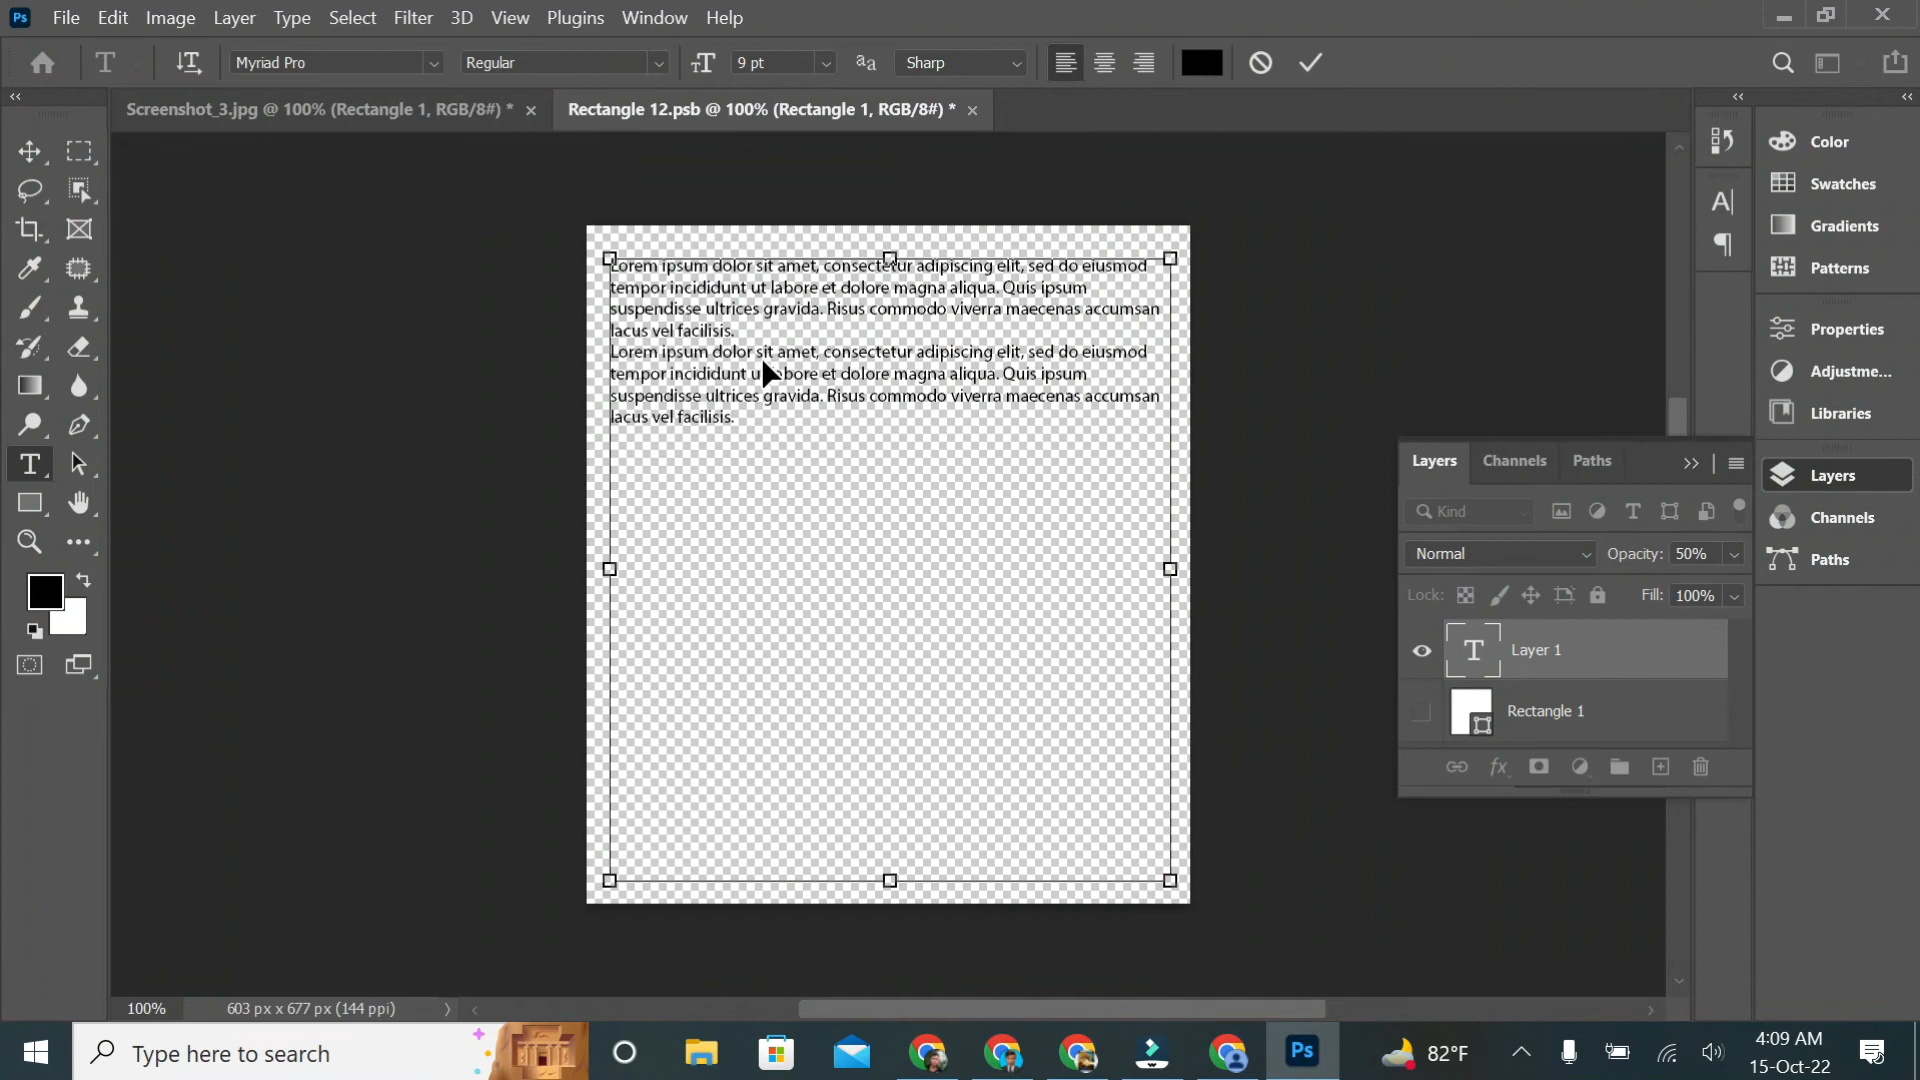 Ps File Edit Image Layer Type Select Filter 3D View Plugins Window Help
T Myriad Pro Regular 9 pt Sharp
Screenshot_3.jpg @ 100% (Rectangle 1, RGB/8#) * × Rectangle 12.psb @ 100% (Rectangle 1, RGB/8#) * ×
Lorem ipsum dolor sit amet, consectetur adipiscing elit, sed do eiusmod
tempor incididunt ut labore et dolore magna aliqua. Quis ipsum
suspendisse ultrices gravida. Risus commodo viverra maecenas accumsan
lacus vel facilisis.
Lorem ipsum dolor sit amet, consectetur adipiscing elit, sed do eiusmod
tempor incididunt u abore et dolore magna aliqua. Quis ipsum
suspendisse ultrices gravida. Risus commodo viverra maecenas accumsan
lacus vel facilisis.
Color
Swatches
Gradients
Patterns
Properties
Adjustme...
Libraries
Layers
Channels
Paths
Layers Channels Paths
Kind
Normal Opacity: 50%
Lock: Fill: 100%
T Layer 1
Rectangle 1
100% 603 px x 677 px (144 ppi)
Type here to search
Ps
82°F
4:09 AM
15-Oct-22